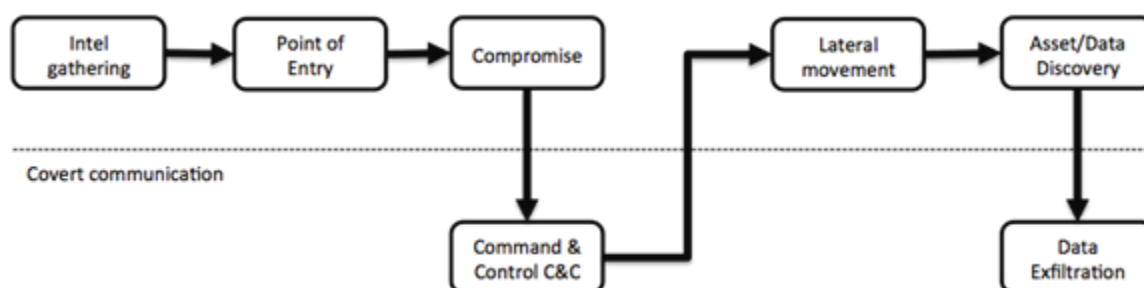 Intel
gathering
Point of
Entry
Compromise
Lateral
movement
Asset/Data
Discovery
Covert communication
Command &
Control C&C
Data
Exfiltration